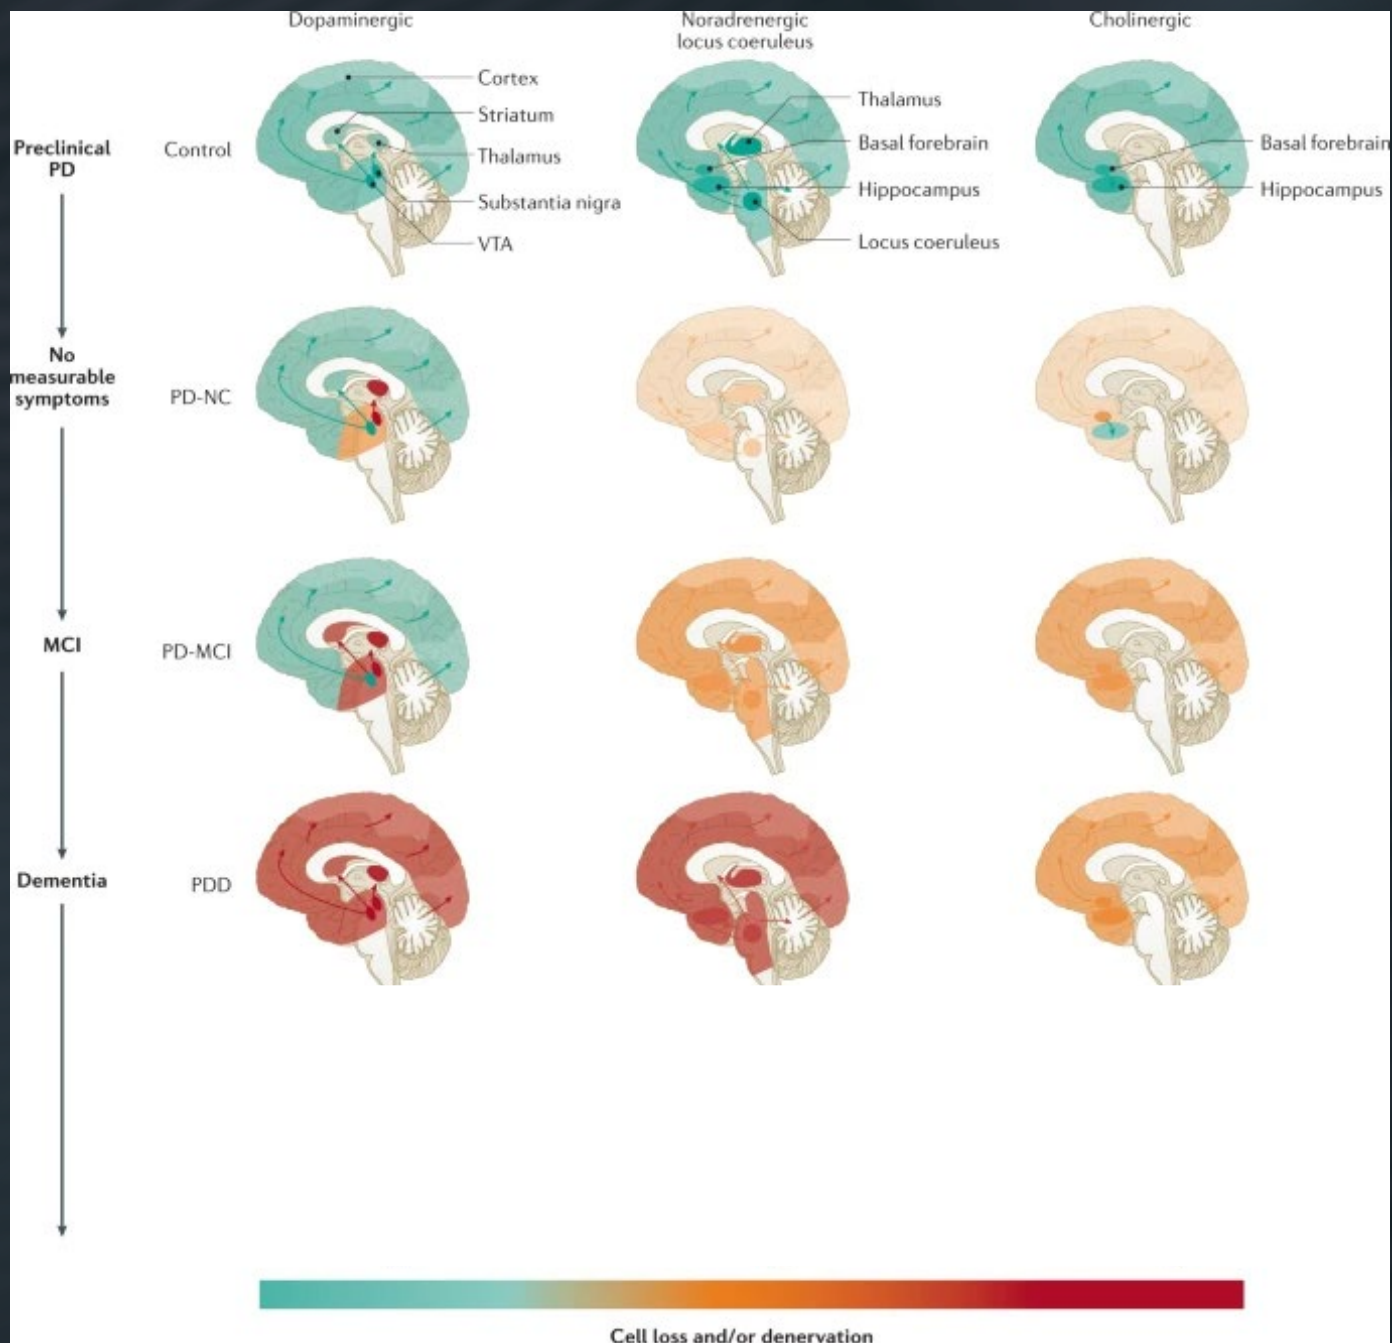 Dopaminergic
Noradrenergic
locus coeruleus
Cholinergic
Preclinical
PD
Control
Cortex
Striatum
Thalamus
Substantia nigra
VTA
Thalamus
Basal forebrain
Hippocampus
Locus coeruleus
Basal forebrain
Hippocampus
No
measurable
symptoms
PD-NC
MCI
PD-MCI
Dementia
PDD
Cell loss and/or denervation